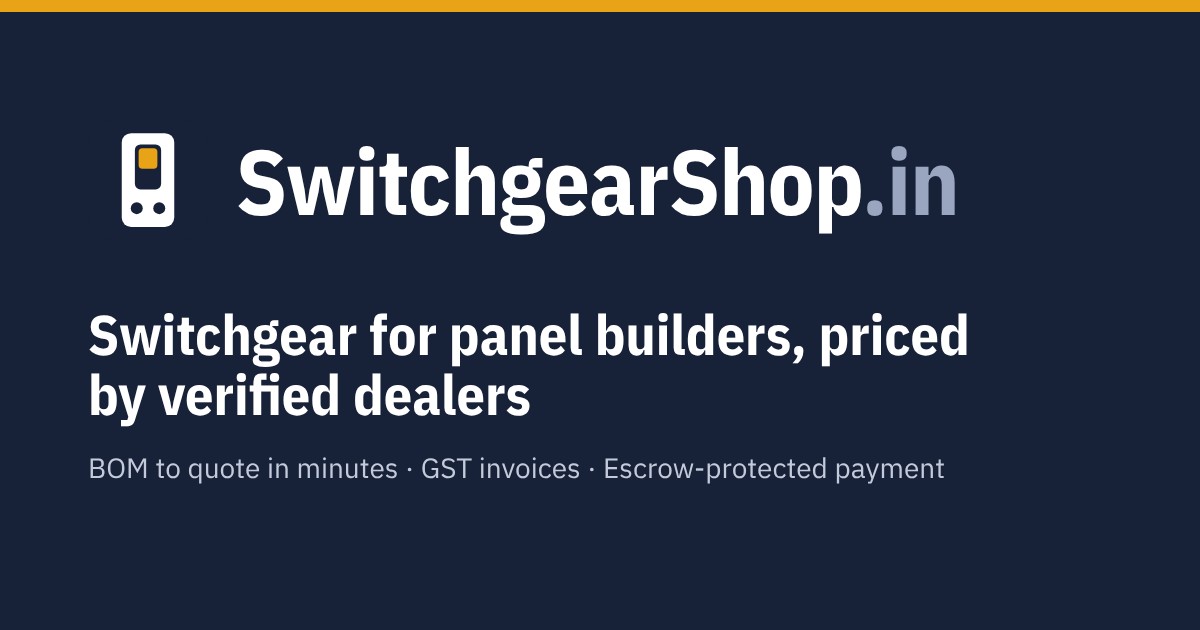 SwitchgearShop.in
Switchgear for panel builders, priced
by verified dealers
BOM to quote in minutes · GST invoices · Escrow-protected payment